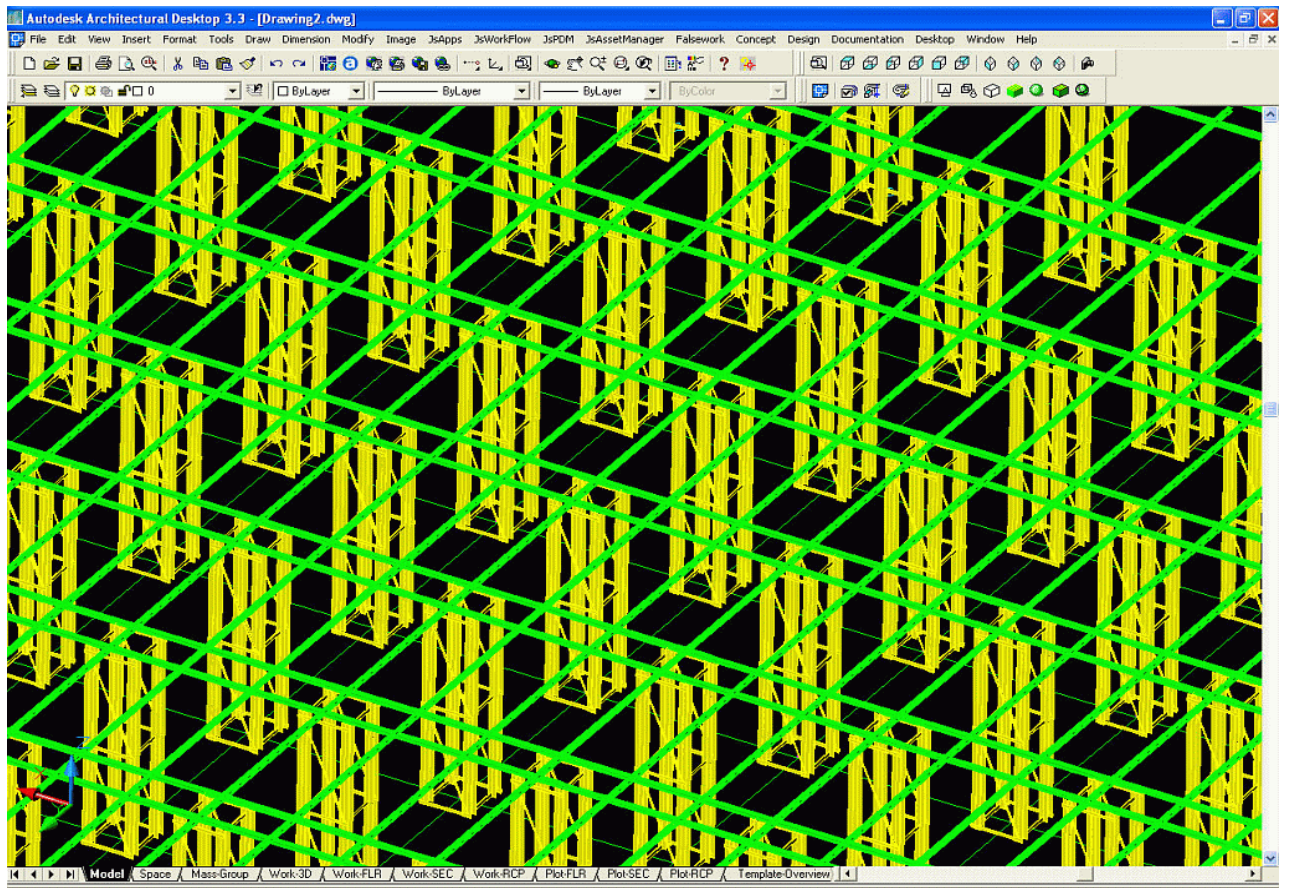 Autodesk Architectural Desktop 3.3 - [Drawing2.dwg]
File Edit View Insert Format Tools Draw Dimension Modify Image JsApps JsWorkFlow JsPDM JsAssetManager Falsework Concept Design Documentation Desktop Window Help
0 ByLayer ByLayer ByLayer ByColor
Model Space Mass-Group Work-3D Work-FLR Work-SEC Work-RCP Plot-FLR Plot-SEC Plot-RCP Template-Overview